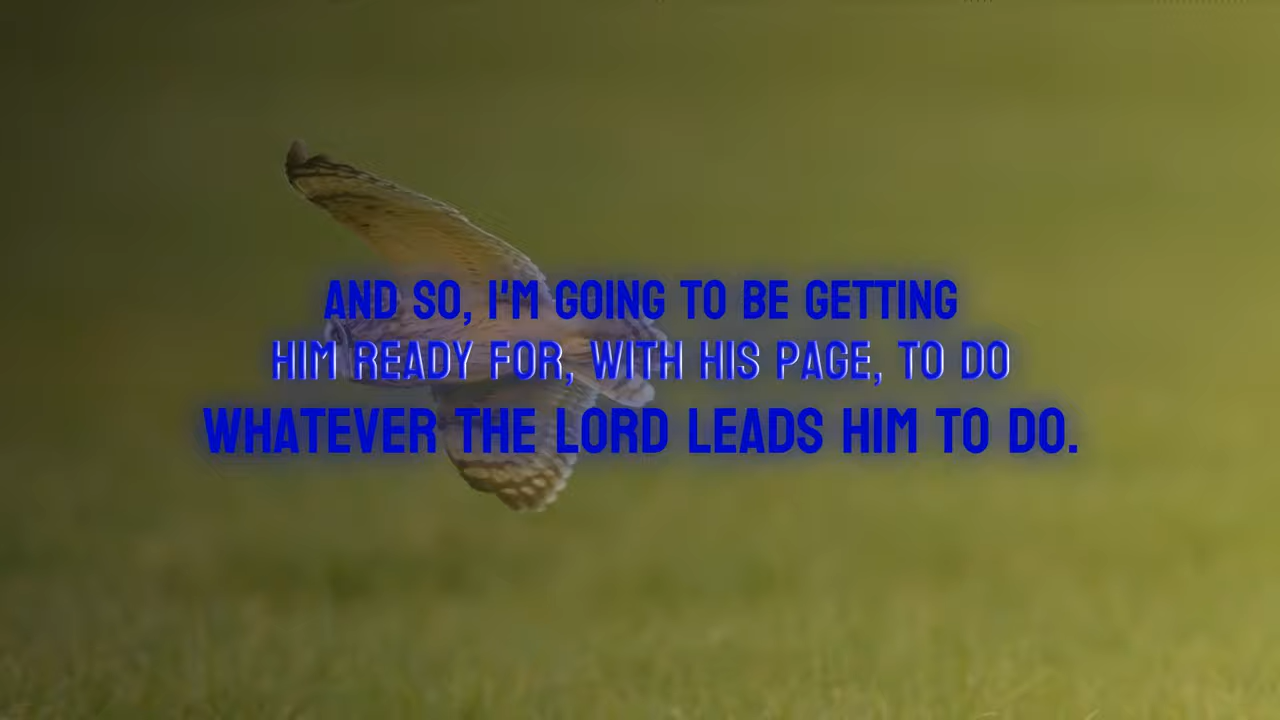 AND SO, I'M GOING TO BE GETTING
HIM READY FOR, WITH HIS PAGE, TO DO
WHATEVER THE LORD LEADS HIM TO DO.